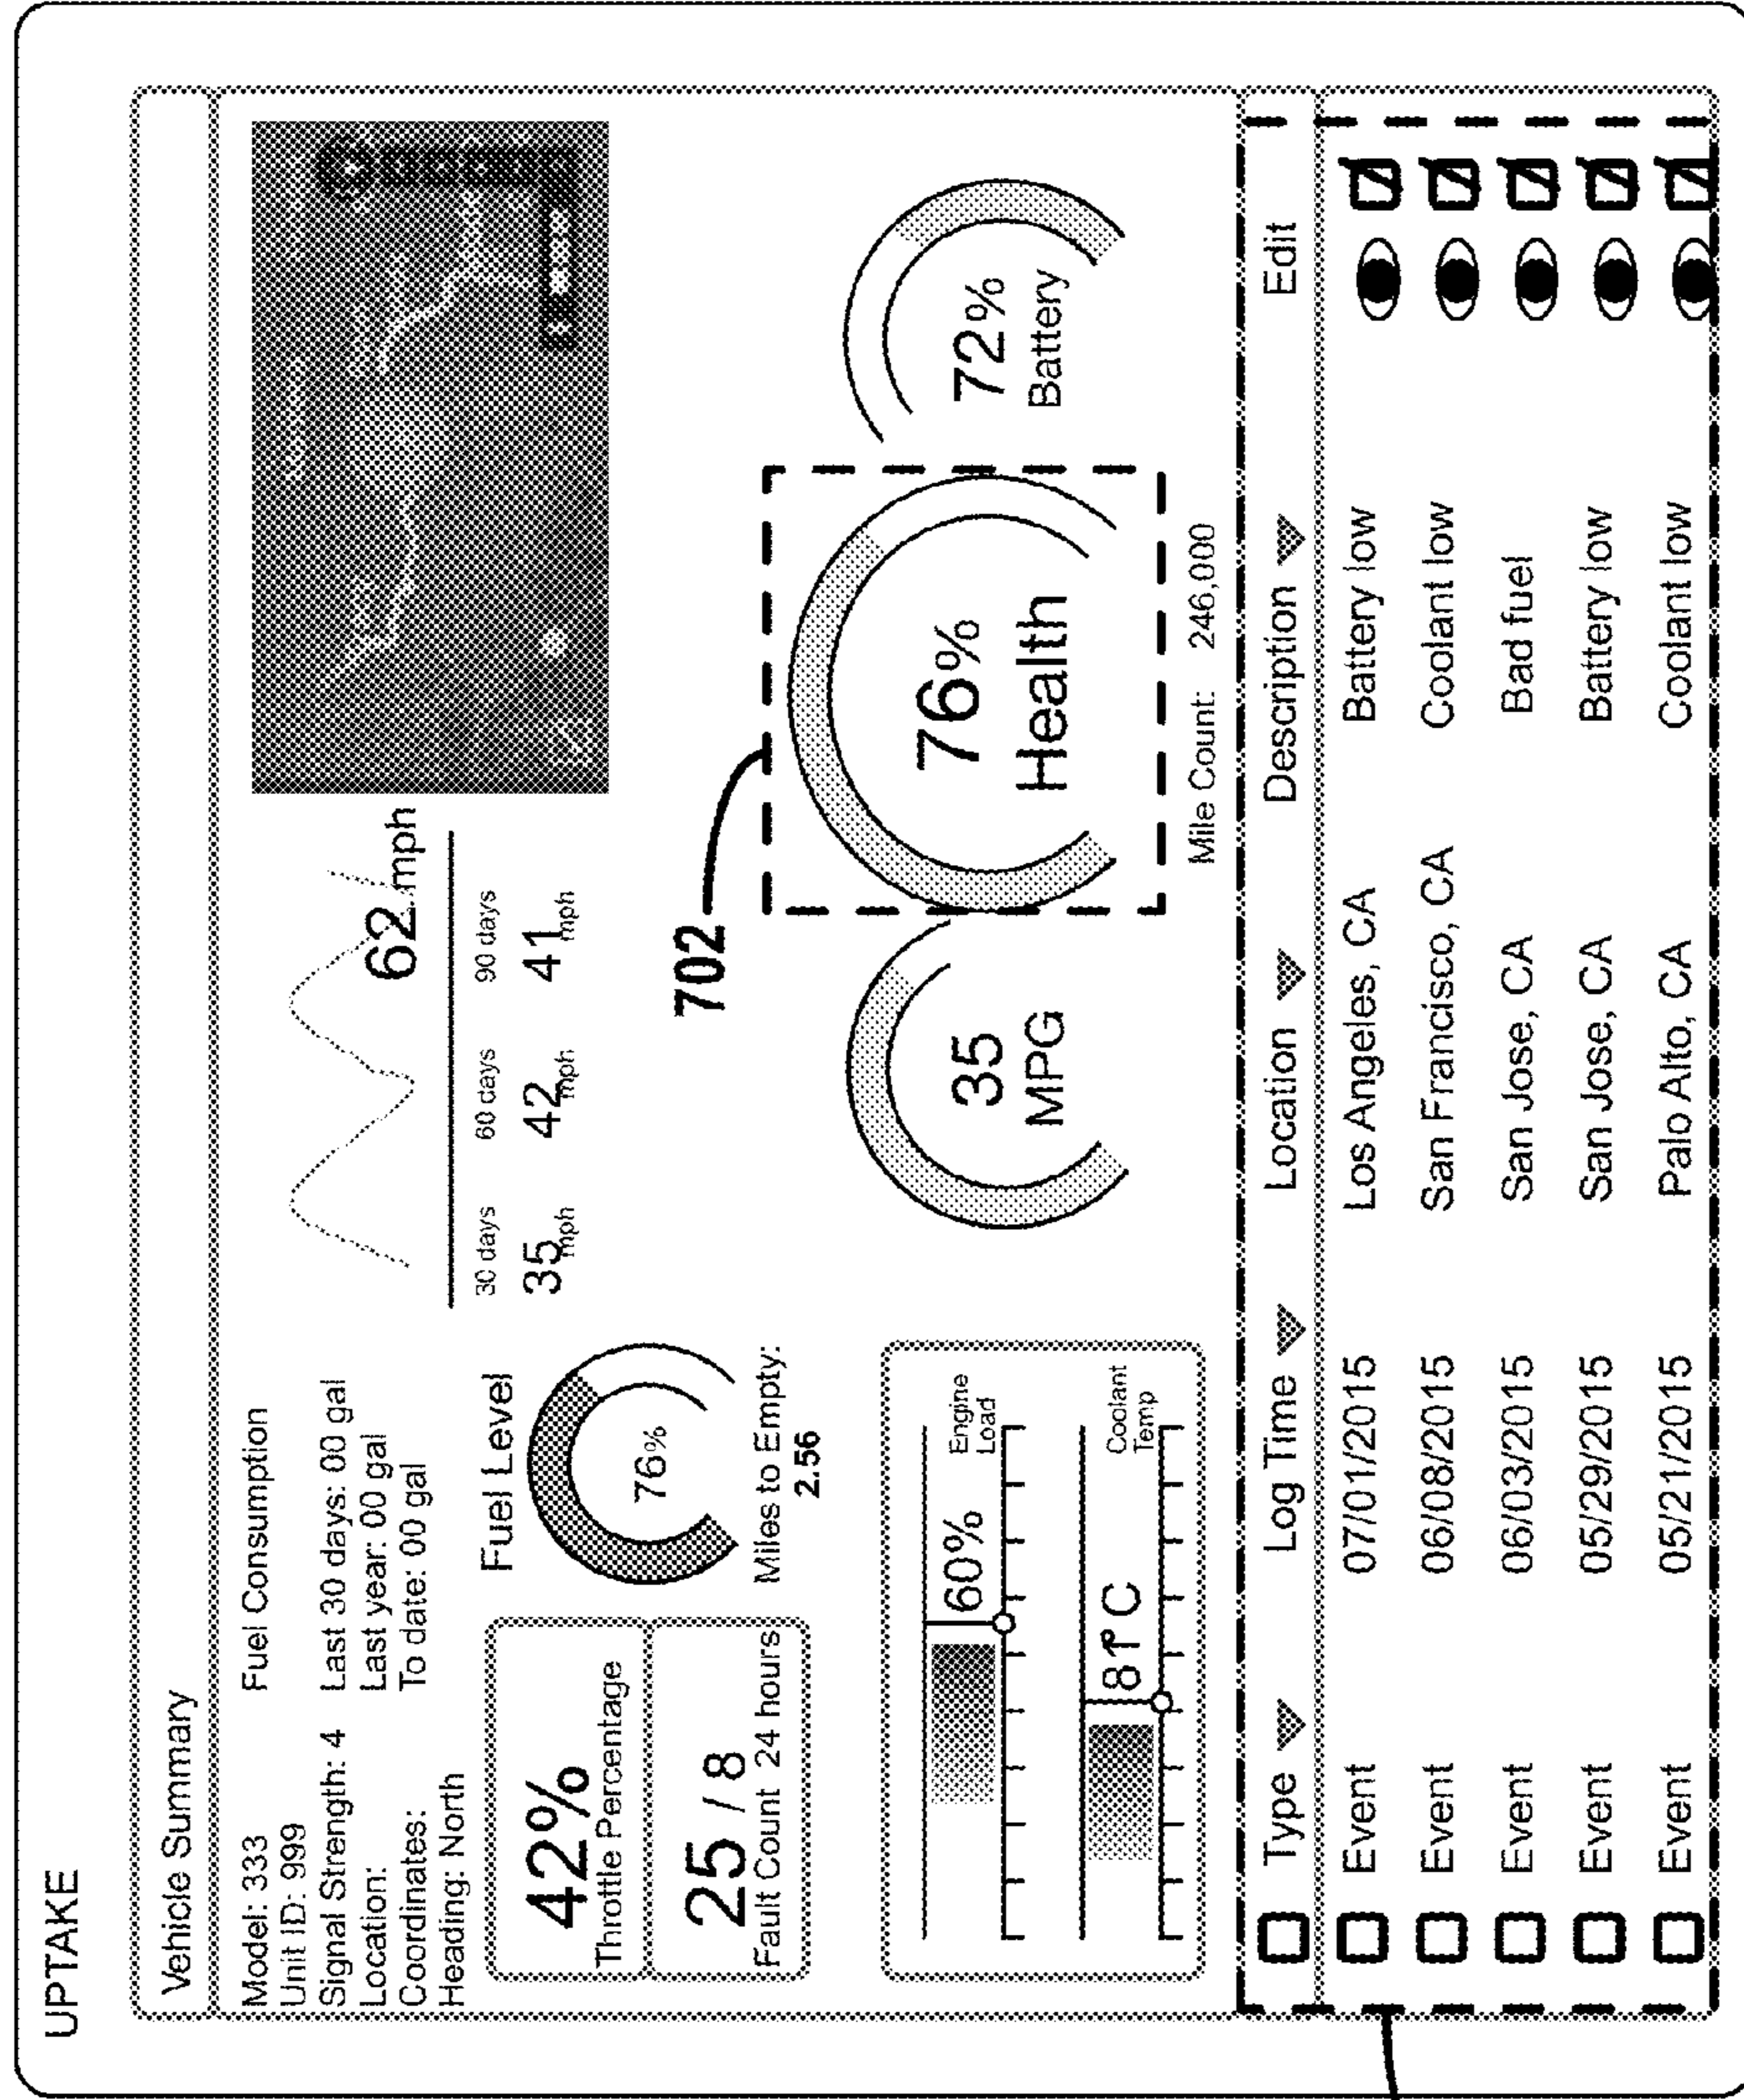 UPTAKE
Vehicle Summary
Model: 333
Unit ID: 999
Signal Strength: 4
Location:
Coordinates:
Heading: North
Fuel Consumption
Last 30 days: 00 gal
Last year: 00 gal
To date: 00 gal
62 mph
30 days 60 days 90 days
35 mph 42 mph 41 mph
42%
Throttle Percentage
25 / 8
Fault Count 24 hours
Fuel Level
76%
Miles to Empty:
2.56
702
60%
Engine
Load
81°C
Coolant
Temp
35
MPG
76%
Health
72%
Battery
Mile Count: 246,000
Type Log Time Location Description Edit
Event 07/01/2015 Los Angeles, CA Battery low
Event 06/08/2015 San Francisco, CA Coolant low
Event 06/03/2015 San Jose, CA Bad fuel
Event 05/29/2015 San Jose, CA Battery low
Event 05/21/2015 Palo Alto, CA Coolant low